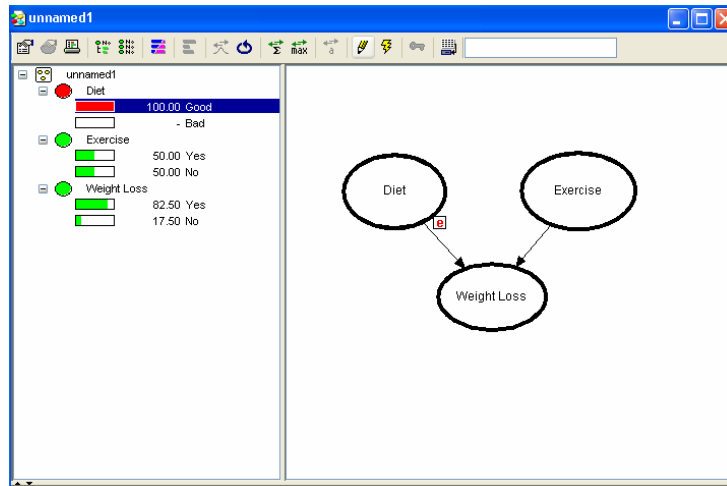 unnamed1
Σ max a
unnamed1
Diet
100.00 Good
- Bad
Exercise
50.00 Yes
50.00 No
Weight Loss
82.50 Yes
17.50 No
Diet
Exercise
e
Weight Loss